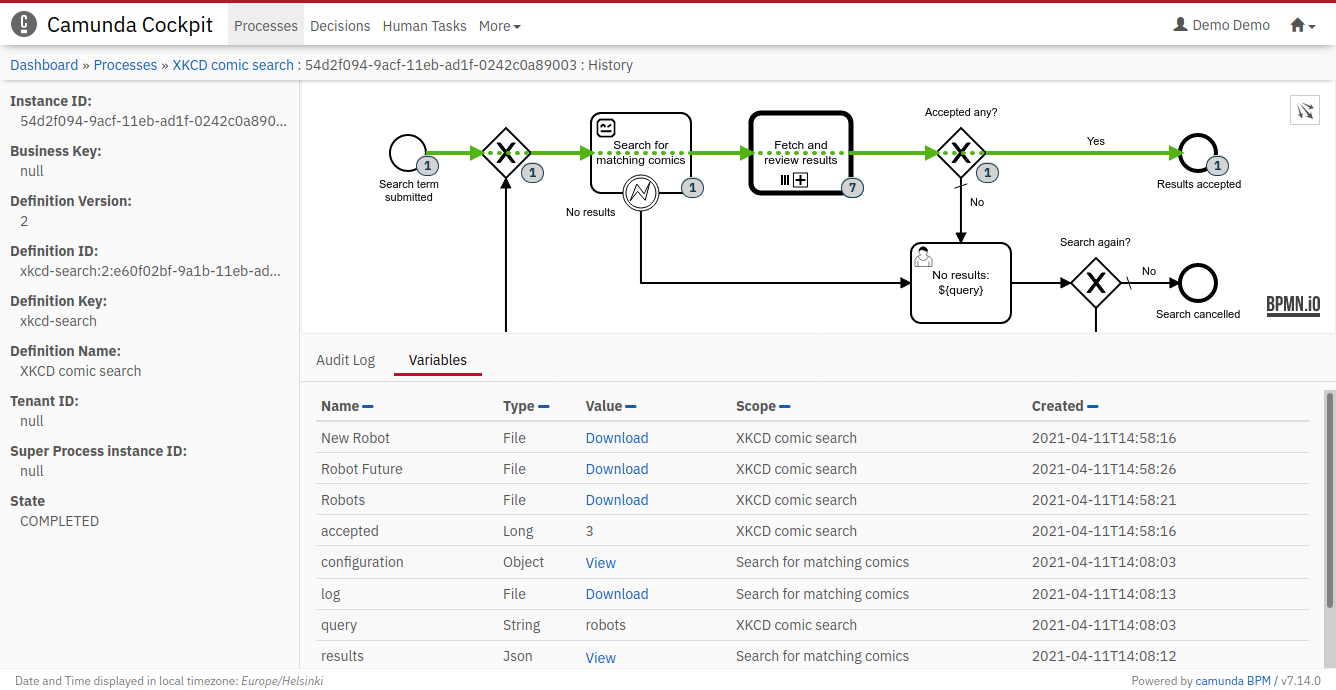 Camunda Cockpit Processes Decisions Human Tasks More Demo Demo
Dashboard » Processes » XKCD comic search : 54d2f094-9acf-11eb-ad1f-0242c0a89003 : History
Instance ID:
54d2f094-9acf-11eb-ad1f-0242c0a890...
Business Key:
null
Definition Version:
2
Definition ID:
xkcd-search:2:e60f02bf-9a1b-11eb-ad...
Definition Key:
xkcd-search
Definition Name:
XKCD comic search
Tenant ID:
null
Super Process instance ID:
null
State
COMPLETED
Search term
submitted
1
1
Search for
matching comics
1
No results
Fetch and
review results
7
Accepted any?
1
Yes
Results accepted
1
No
No results:
${query}
Search again?
No
Search cancelled
BPMN.iO
Audit Log Variables
Name Type Value Scope Created
New Robot File Download XKCD comic search 2021-04-11T14:58:16
Robot Future File Download XKCD comic search 2021-04-11T14:58:26
Robots File Download XKCD comic search 2021-04-11T14:58:21
accepted Long 3 XKCD comic search 2021-04-11T14:58:16
configuration Object View Search for matching comics 2021-04-11T14:08:03
log File Download Search for matching comics 2021-04-11T14:08:13
query String robots XKCD comic search 2021-04-11T14:08:03
results Json View Search for matching comics 2021-04-11T14:08:12
Date and Time displayed in local timezone: Europe/Helsinki
Powered by camunda BPM / v7.14.0